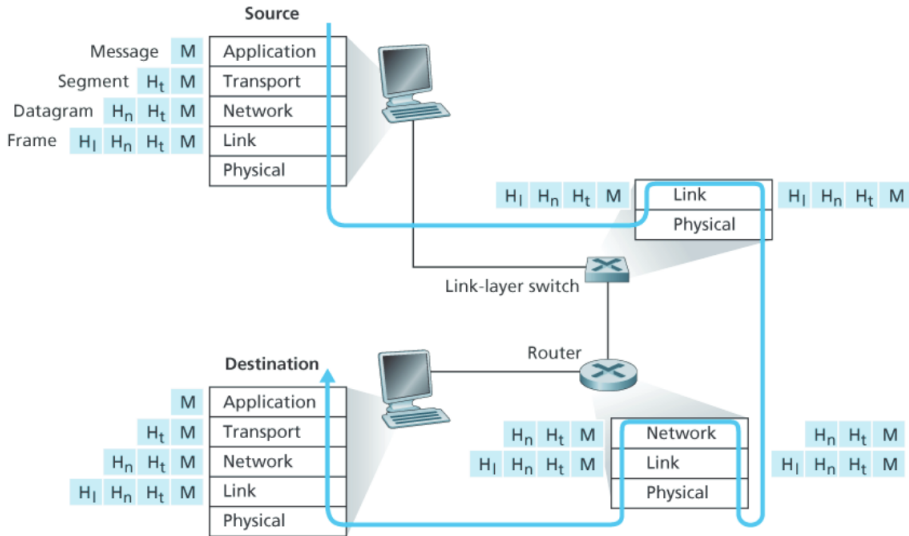 Source
Message M Application
Segment Ht M Transport
Datagram Hn Ht M Network
Frame Hl Hn Ht M Link
Physical
Hl Hn Ht M Link Hl Hn Ht M
Physical
Link-layer switch
Router
Destination
M Application
Ht M Transport
Hn Ht M Network
Hl Hn Ht M Link
Physical
Hn Ht M Network Hn Ht M
Hl Hn Ht M Link Hl Hn Ht M
Physical